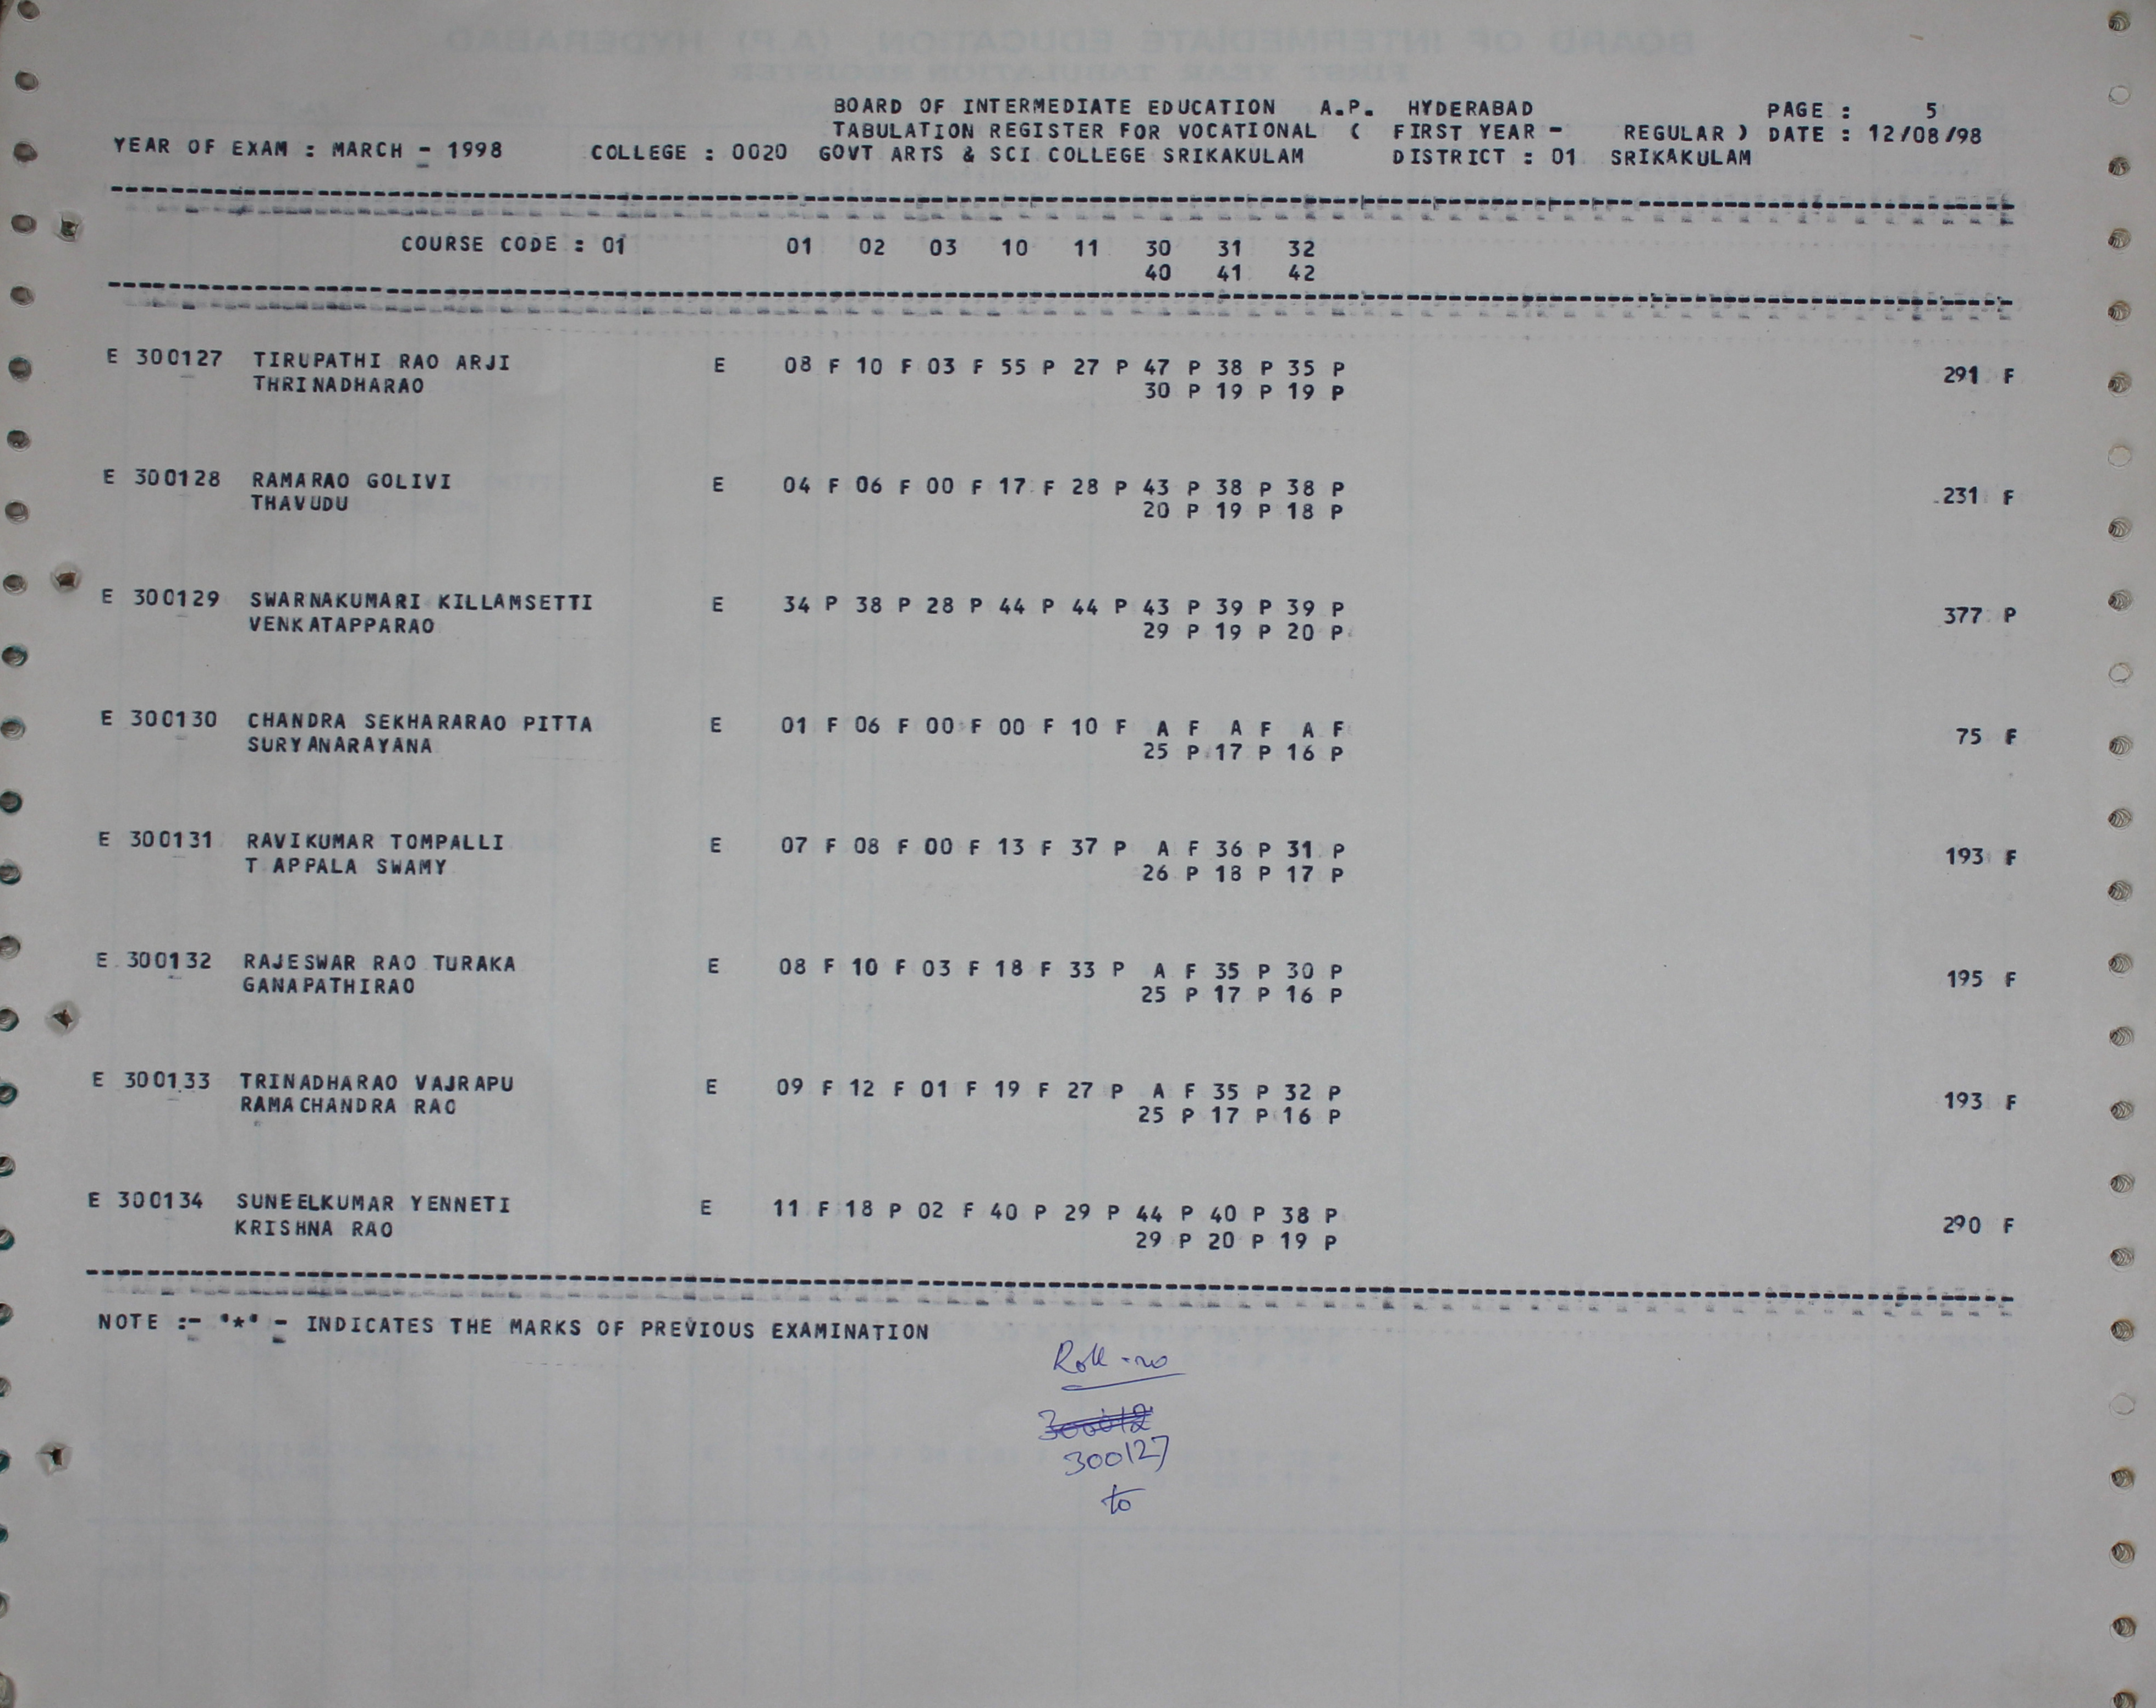 BOARD OF INTERMEDIATE EDUCATION A.P. HYDERABAD PAGE : 5
TABULATION REGISTER FOR VOCATIONAL ( FIRST YEAR - REGULAR ) DATE : 12/08/98
YEAR OF EXAM : MARCH - 1998 COLLEGE : 0020 GOVT ARTS & SCI COLLEGE SRIKAKULAM DISTRICT : 01 SRIKAKULAM
COURSE CODE : 01 01 02 03 10 11 30 31 32
40 41 42
E 300127 TIRUPATHI RAO ARJI E 08 F 10 F 03 F 55 P 27 P 47 P 38 P 35 P 291 F
THRINADHARAO 30 P 19 P 19 P
E 300128 RAMARAO GOLIVI E 04 F 06 F 00 F 17 F 28 P 43 P 38 P 38 P 231 F
THAVUDU 20 P 19 P 18 P
E 300129 SWARNAKUMARI KILLAMSETTI E 34 P 38 P 28 P 44 P 44 P 43 P 39 P 39 P 377 P
VENKATAPPARAO 29 P 19 P 20 P
E 300130 CHANDRA SEKHARARAO PITTA E 01 F 06 F 00 F 00 F 10 F A F A F A F 75 F
SURYANARAYANA 25 P 17 P 16 P
E 300131 RAVIKUMAR TOMPALLI E 07 F 08 F 00 F 13 F 37 P A F 36 P 31 P 193 F
T APPALA SWAMY 26 P 18 P 17 P
E 300132 RAJESWAR RAO TURAKA E 08 F 10 F 03 F 18 F 33 P A F 35 P 30 P 195 F
GANAPATHIRAO 25 P 17 P 16 P
E 300133 TRINADHARAO VAJRAPU E 09 F 12 F 01 F 19 F 27 P A F 35 P 32 P 193 F
RAMACHANDRA RAO 25 P 17 P 16 P
E 300134 SUNEELKUMAR YENNETI E 11 F 18 P 02 F 40 P 29 P 44 P 40 P 38 P 290 F
KRISHNA RAO 29 P 20 P 19 P
NOTE :- '*' - INDICATES THE MARKS OF PREVIOUS EXAMINATION
Roll - no
300127
to